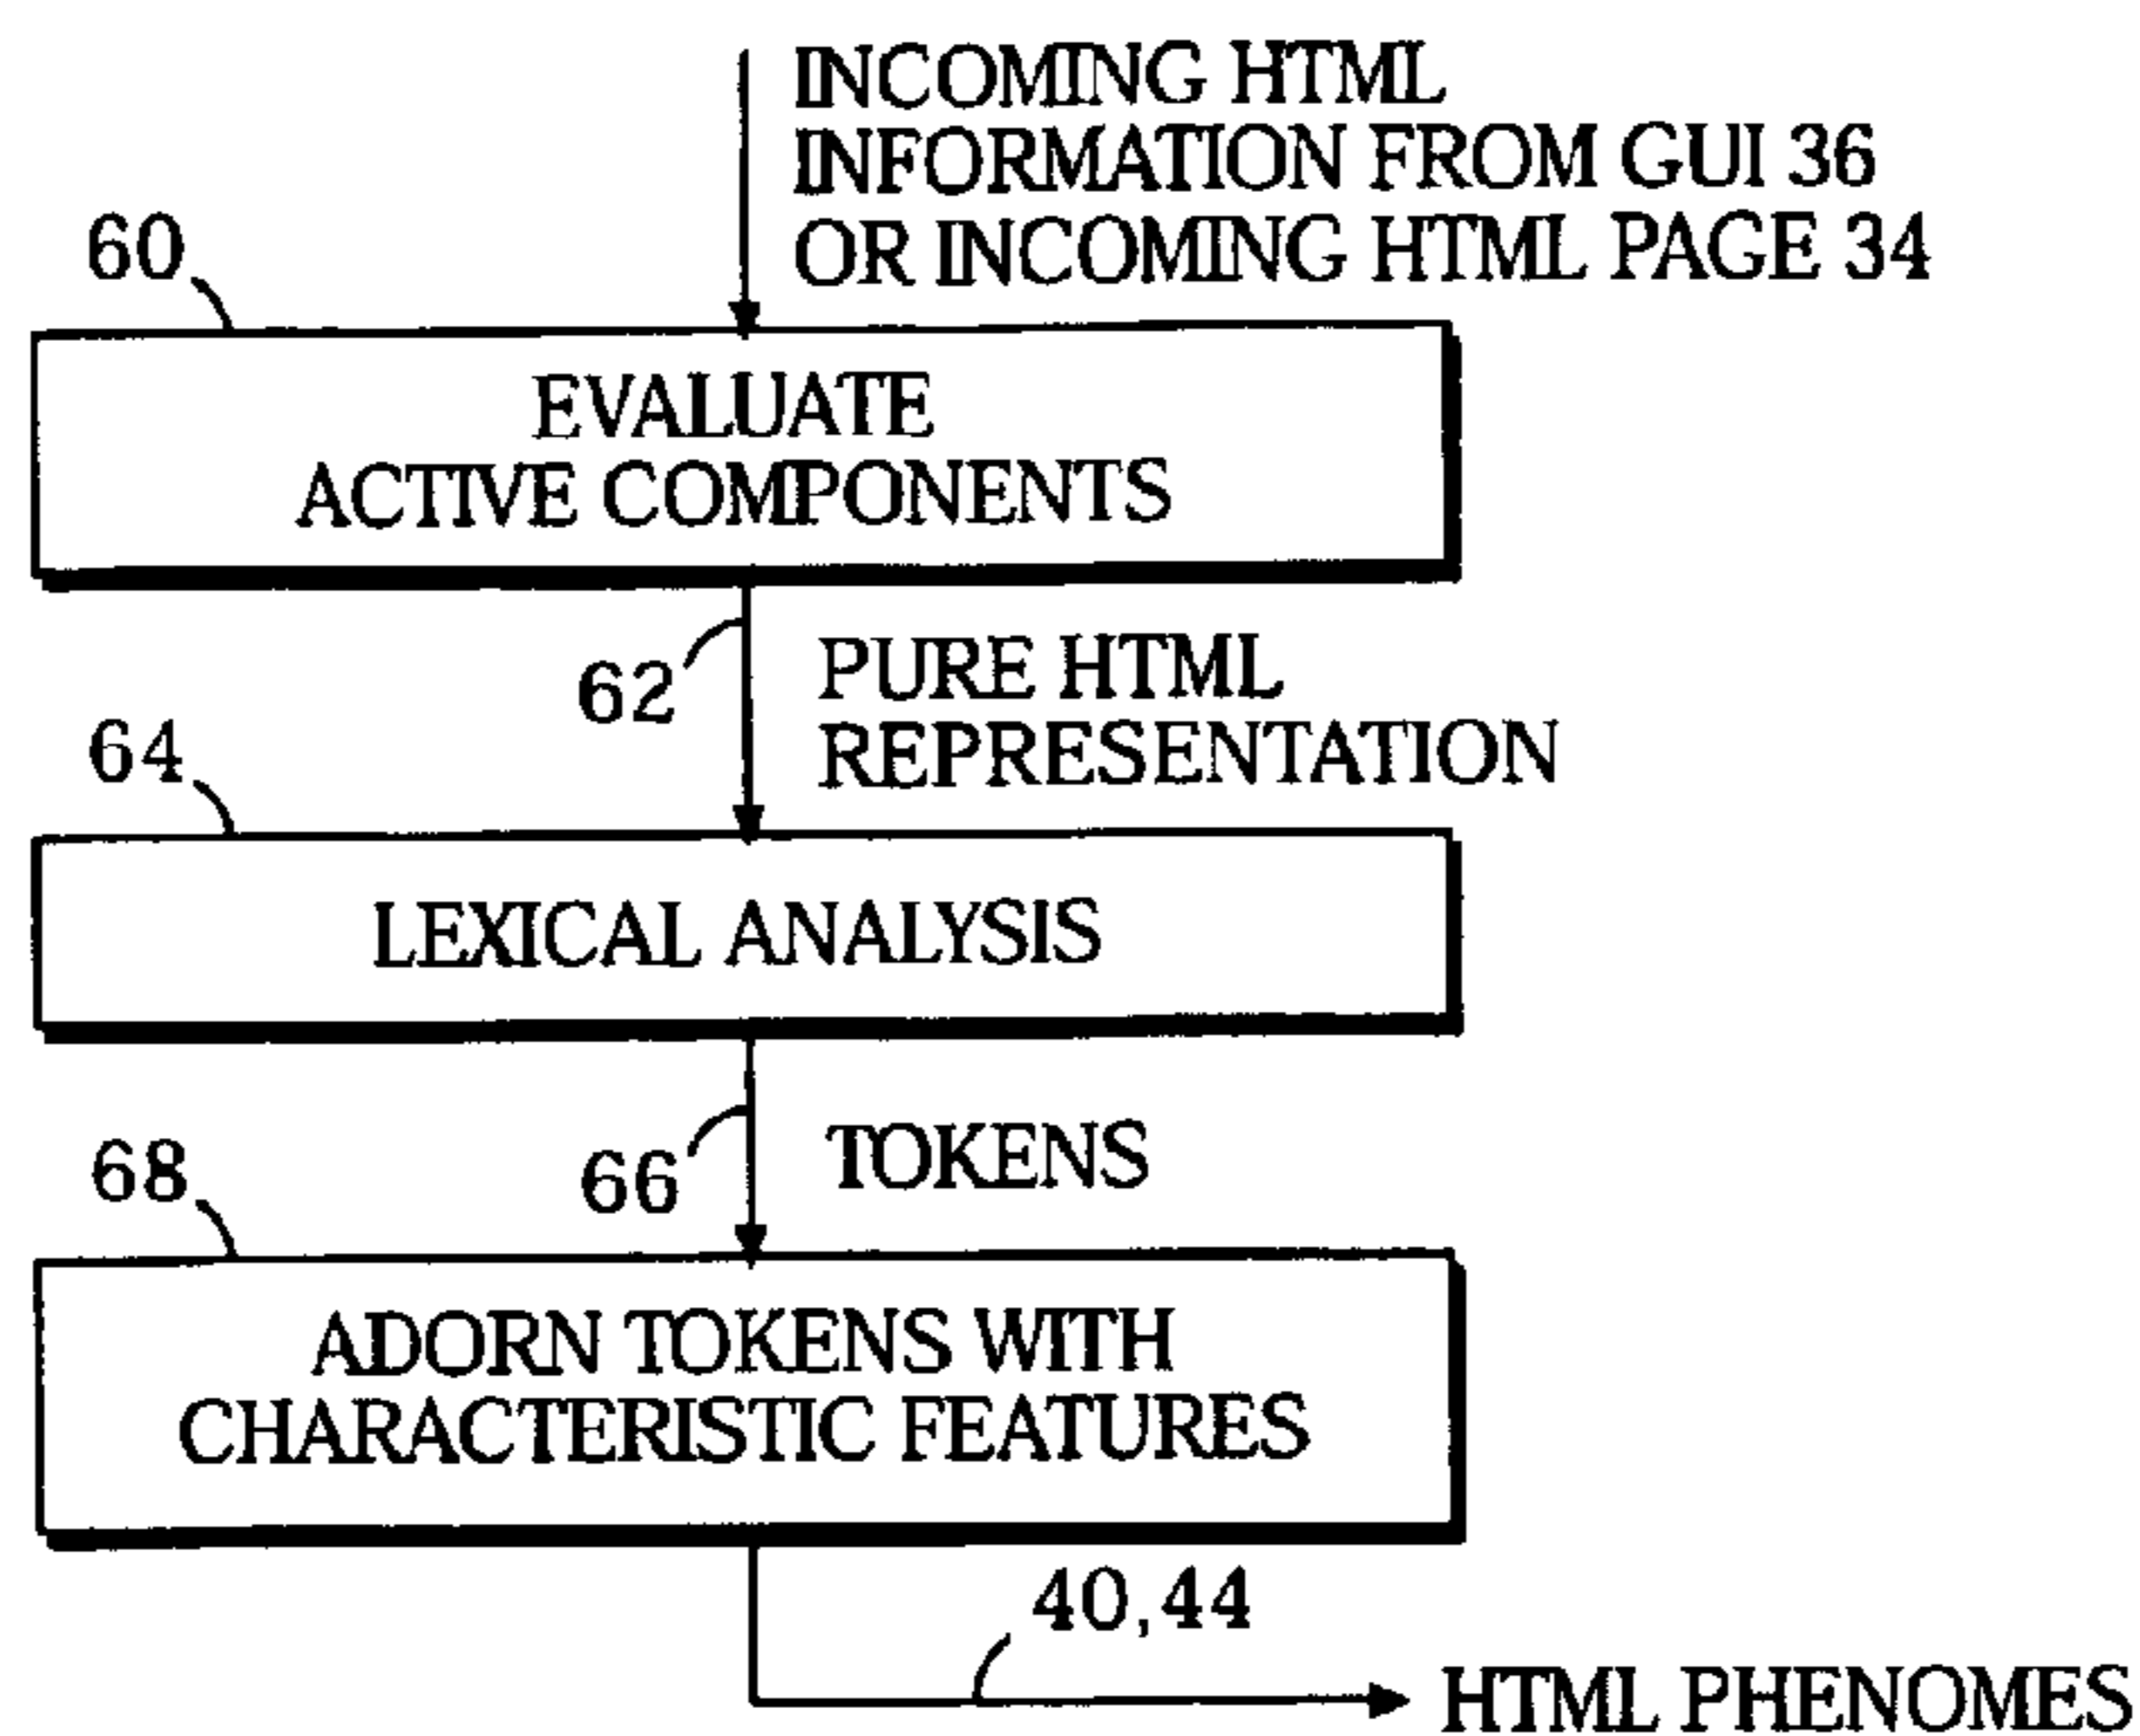 INCOMING HTML
INFORMATION FROM GUI 36
OR INCOMING HTML PAGE 34
60
EVALUATE
ACTIVE COMPONENTS
62
PURE HTML
REPRESENTATION
64
LEXICAL ANALYSIS
66
TOKENS
68
ADORN TOKENS WITH
CHARACTERISTIC FEATURES
40,44
HTML PHENOMES